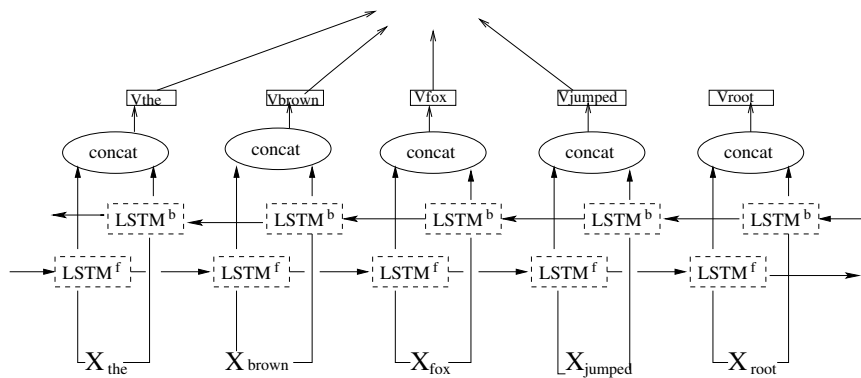 Vthe Vbrown Vfox Vjumped Vroot
concat concat concat concat concat
LSTM b LSTM b LSTM b LSTM b LSTM b
LSTM f LSTM f LSTM f LSTM f LSTM f
X the X brown X fox X jumped X root